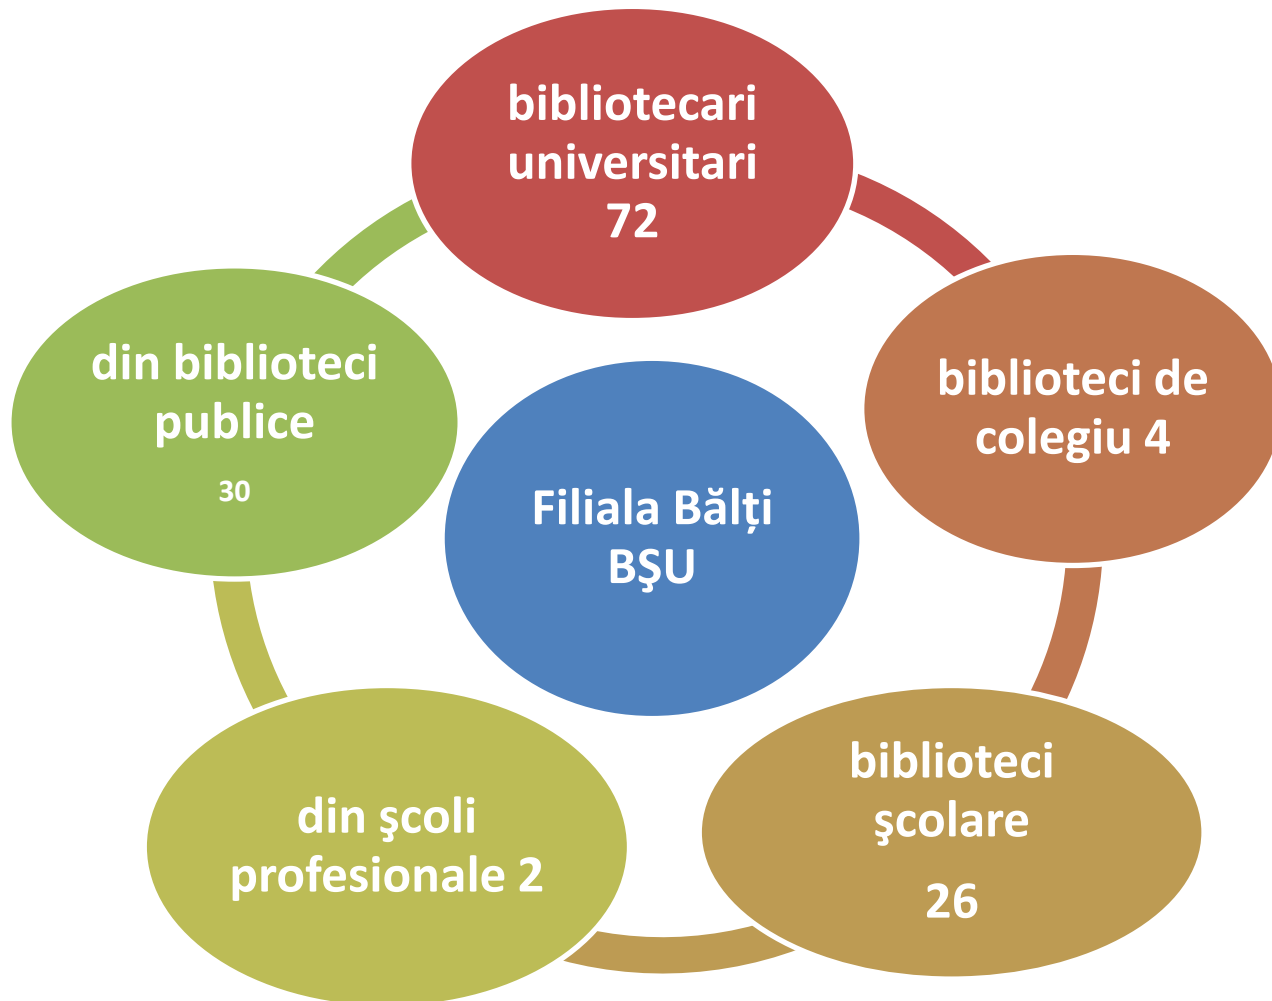 bibliotecari
universitari
72
biblioteci de
colegiu 4
biblioteci
şcolare
26
din şcoli
profesionale 2
din biblioteci
publice
30
Filiala Bălți
BŞU